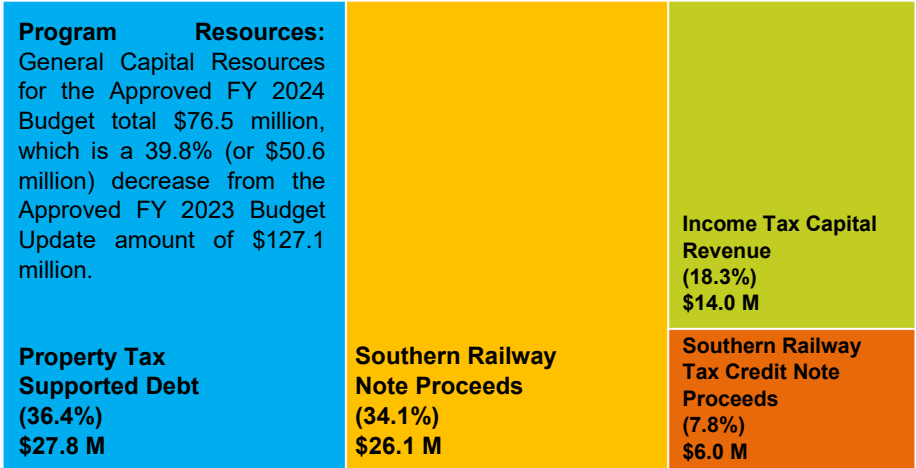 Program Resources:
General Capital Resources
for the Approved FY 2024
Budget total $76.5 million,
which is a 39.8% (or $50.6
million) decrease from the
Approved FY 2023 Budget
Update amount of $127.1
million.
Property Tax
Supported Debt
(36.4%)
$27.8 M
Southern Railway
Note Proceeds
(34.1%)
$26.1 M
Income Tax Capital
Revenue
(18.3%)
$14.0 M
Southern Railway
Tax Credit Note
Proceeds
(7.8%)
$6.0 M